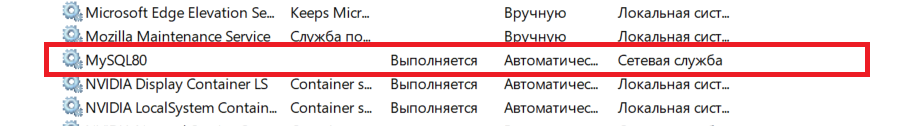 Microsoft Edge Elevation Se... Keeps Micr... Вручную Локальная сист...
Mozilla Maintenance Service Служба по... Вручную Локальная сист...
MySQL80 Выполняется Автоматичес... Сетевая служба
NVIDIA Display Container LS Container s... Выполняется Автоматичес... Локальная сист...
NVIDIA LocalSystem Contain... Container s... Выполняется Автоматичес... Локальная сист...